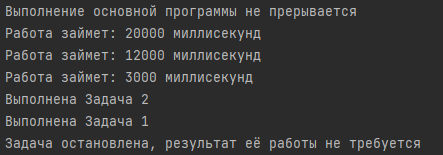 Выполнение основной программы не прерывается
Работа займет: 20000 миллисекунд
Работа займет: 12000 миллисекунд
Работа займет: 3000 миллисекунд
Выполнена Задача 2
Выполнена Задача 1
Задача остановлена, результат её работы не требуется